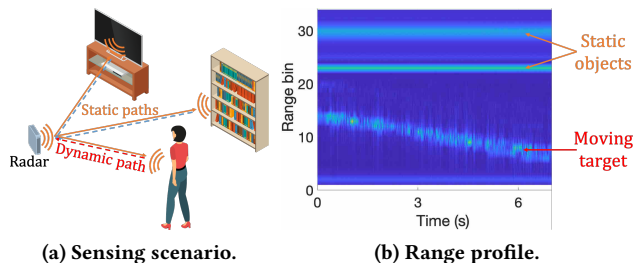 Static paths
Radar
Dynamic path
(a) Sensing scenario.
30
20
10
0
Range bin
0
3
6
Time (s)
Static
objects
Moving
target
(b) Range profile.